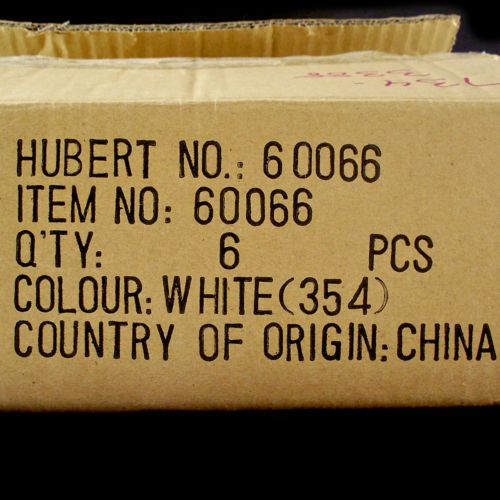 HUBERT NO.: 60066
ITEM NO: 60066
Q'TY: 6 PCS
COLOUR: WHITE(354)
COUNTRY OF ORIGIN: CHINA